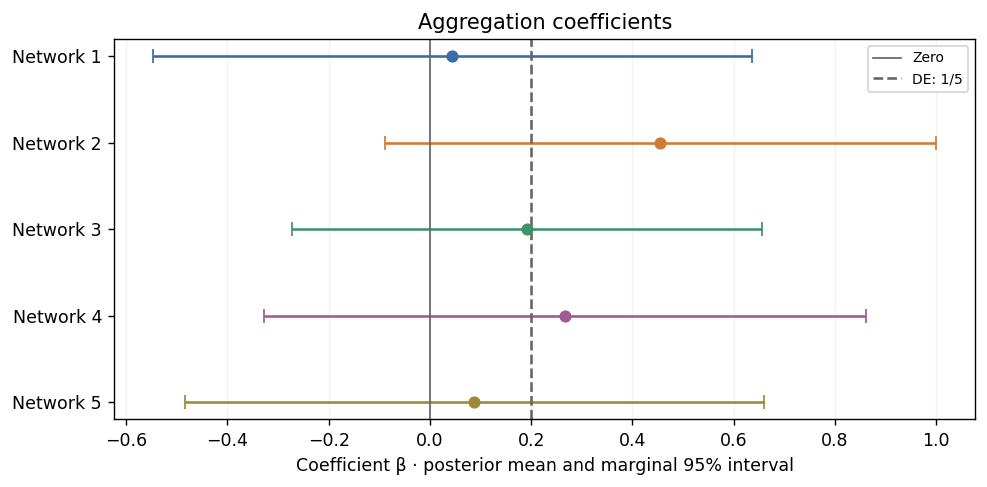 Aggregation coefficients
Network 1
Network 2
Network 3
Network 4
Network 5
Zero
DE: 1/5
−0.6 −0.4 −0.2 0.0 0.2 0.4 0.6 0.8 1.0
Coefficient β · posterior mean and marginal 95% interval